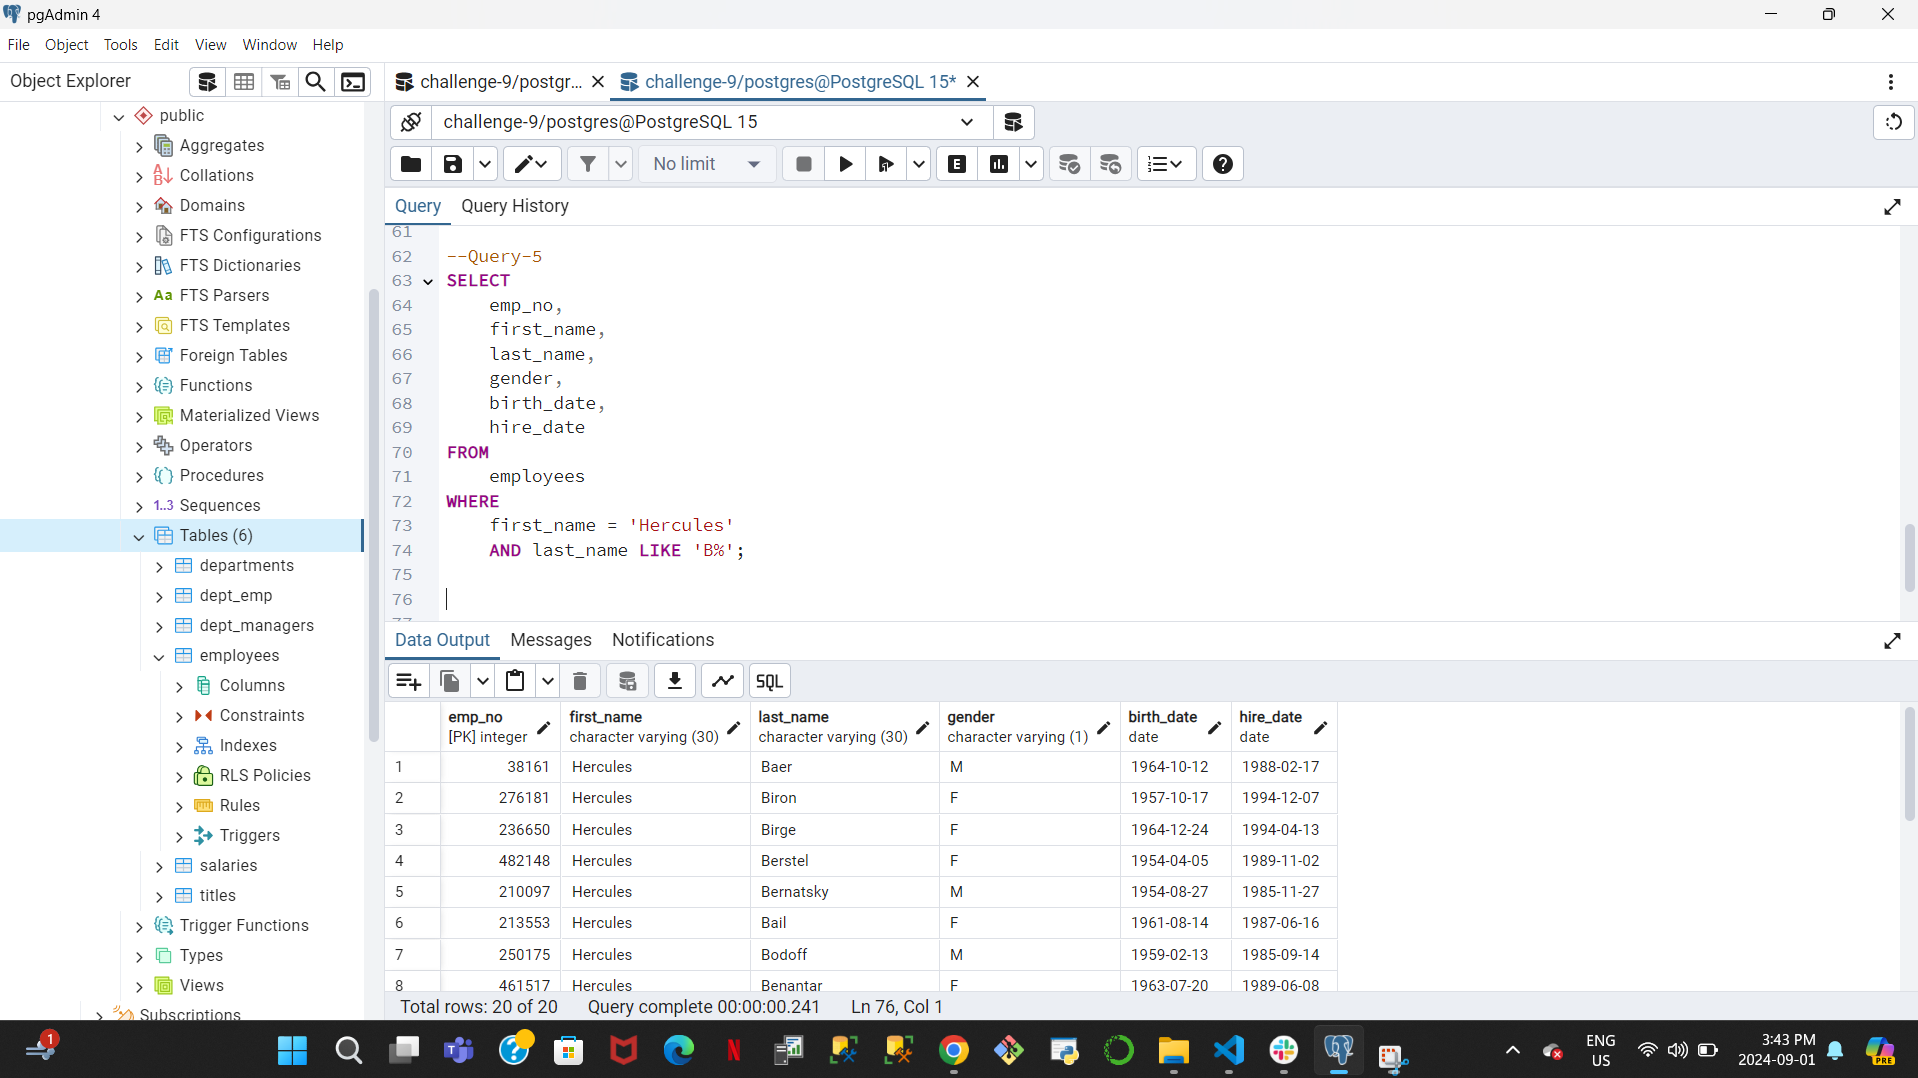 pgAdmin 4
File Object Tools Edit View Window Help
Object Explorer
public
Aggregates
Collations
Domains
FTS Configurations
FTS Dictionaries
Aa FTS Parsers
FTS Templates
Foreign Tables
Functions
Materialized Views
Operators
Procedures
1..3 Sequences
Tables (6)
departments
dept_emp
dept_managers
employees
Columns
Constraints
Indexes
RLS Policies
Rules
Triggers
salaries
titles
Trigger Functions
Types
Views
Subscriptions
challenge-9/postgr... challenge-9/postgres@PostgreSQL 15*
challenge-9/postgres@PostgreSQL 15
No limit E
Query Query History
61
62 --Query-5
63 SELECT
64 emp_no,
65 first_name,
66 last_name,
67 gender,
68 birth_date,
69 hire_date
70 FROM
71 employees
72 WHERE
73 first_name = 'Hercules'
74 AND last_name LIKE 'B%';
75
76
Data Output Messages Notifications
SQL
emp_no first_name last_name gender birth_date hire_date
[PK] integer character varying (30) character varying (30) character varying (1) date date
1 38161 Hercules Baer M 1964-10-12 1988-02-17
2 276181 Hercules Biron F 1957-10-17 1994-12-07
3 236650 Hercules Birge F 1964-12-24 1994-04-13
4 482148 Hercules Berstel F 1954-04-05 1989-11-02
5 210097 Hercules Bernatsky M 1954-08-27 1985-11-27
6 213553 Hercules Bail F 1961-08-14 1987-06-16
7 250175 Hercules Bodoff M 1959-02-13 1985-09-14
8 461517 Hercules Benantar F 1963-07-20 1989-06-08
Total rows: 20 of 20 Query complete 00:00:00.241 Ln 76, Col 1
1
ENG
US
3:43 PM
2024-09-01
PRE